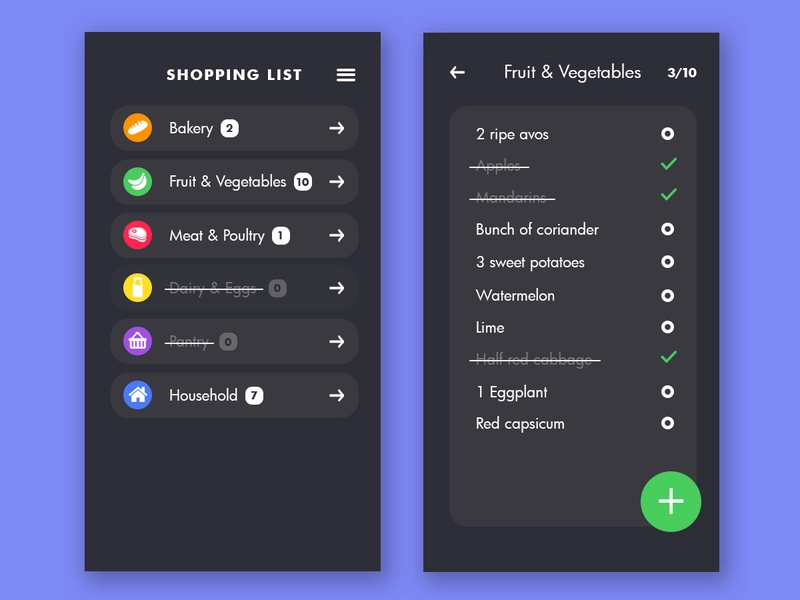 SHOPPING LIST
Bakery 2
Fruit & Vegetables 10
Meat & Poultry 1
Dairy & Eggs 0
Pantry 0
Household 7
Fruit & Vegetables 3/10
2 ripe avos
Apples
Mandarins
Bunch of coriander
3 sweet potatoes
Watermelon
Lime
Half red cabbage
1 Eggplant
Red capsicum